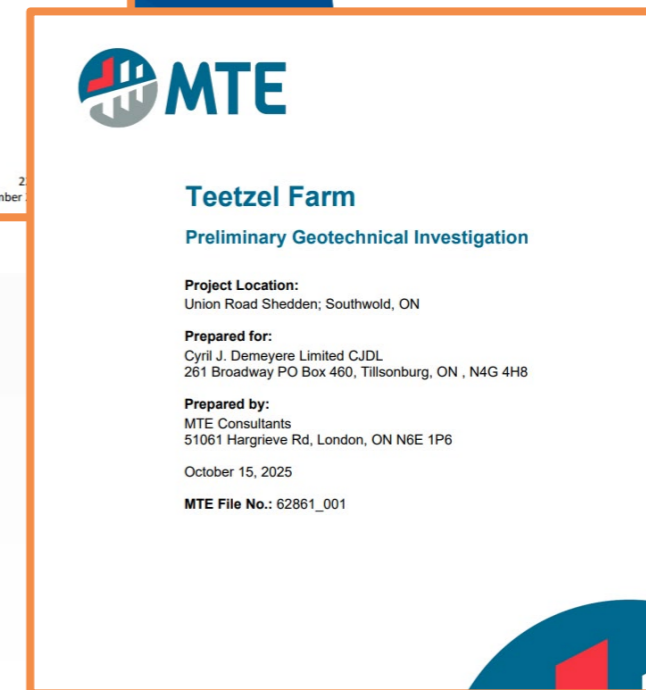 MTE
Teetzel Farm
Preliminary Geotechnical Investigation
Project Location:
Union Road Shedden; Southwold, ON
Prepared for:
Cyril J. Demeyere Limited CJDL
261 Broadway PO Box 460, Tillsonburg, ON , N4G 4H8
Prepared by:
MTE Consultants
51061 Hargrieve Rd, London, ON N6E 1P6
October 15, 2025
MTE File No.: 62861_001